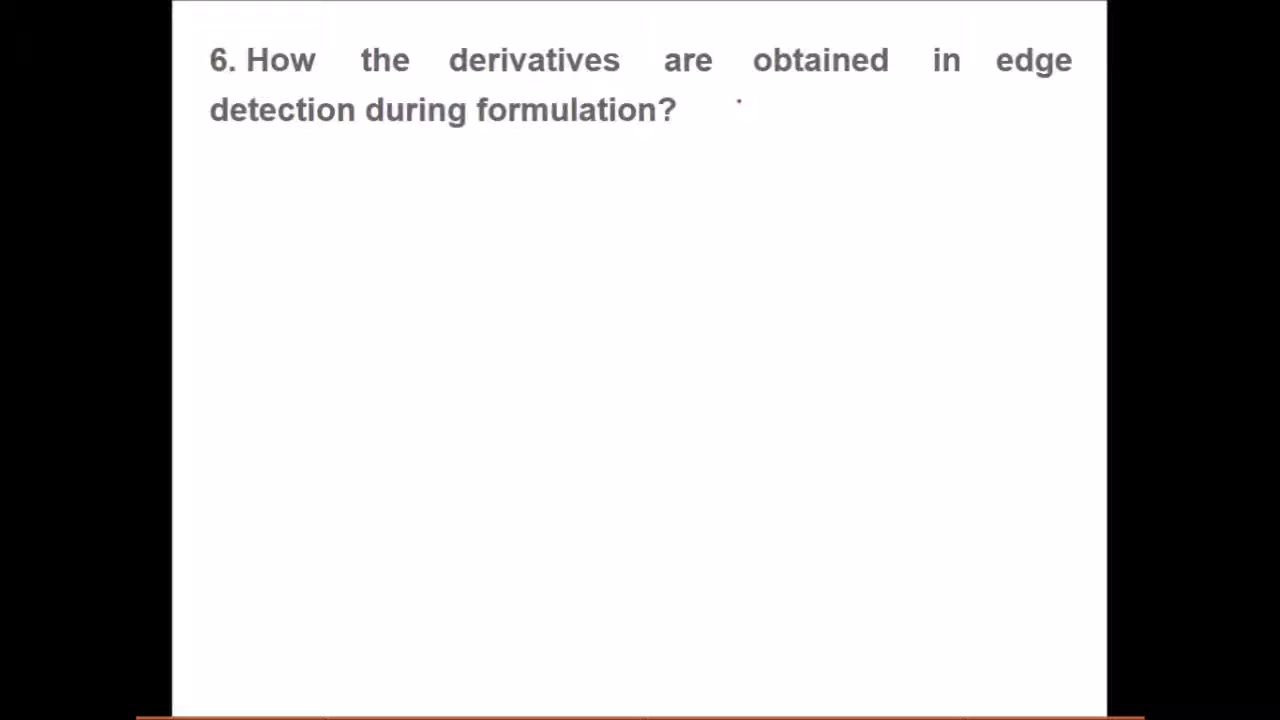 6. How the derivatives are obtained in edge
detection during formulation?